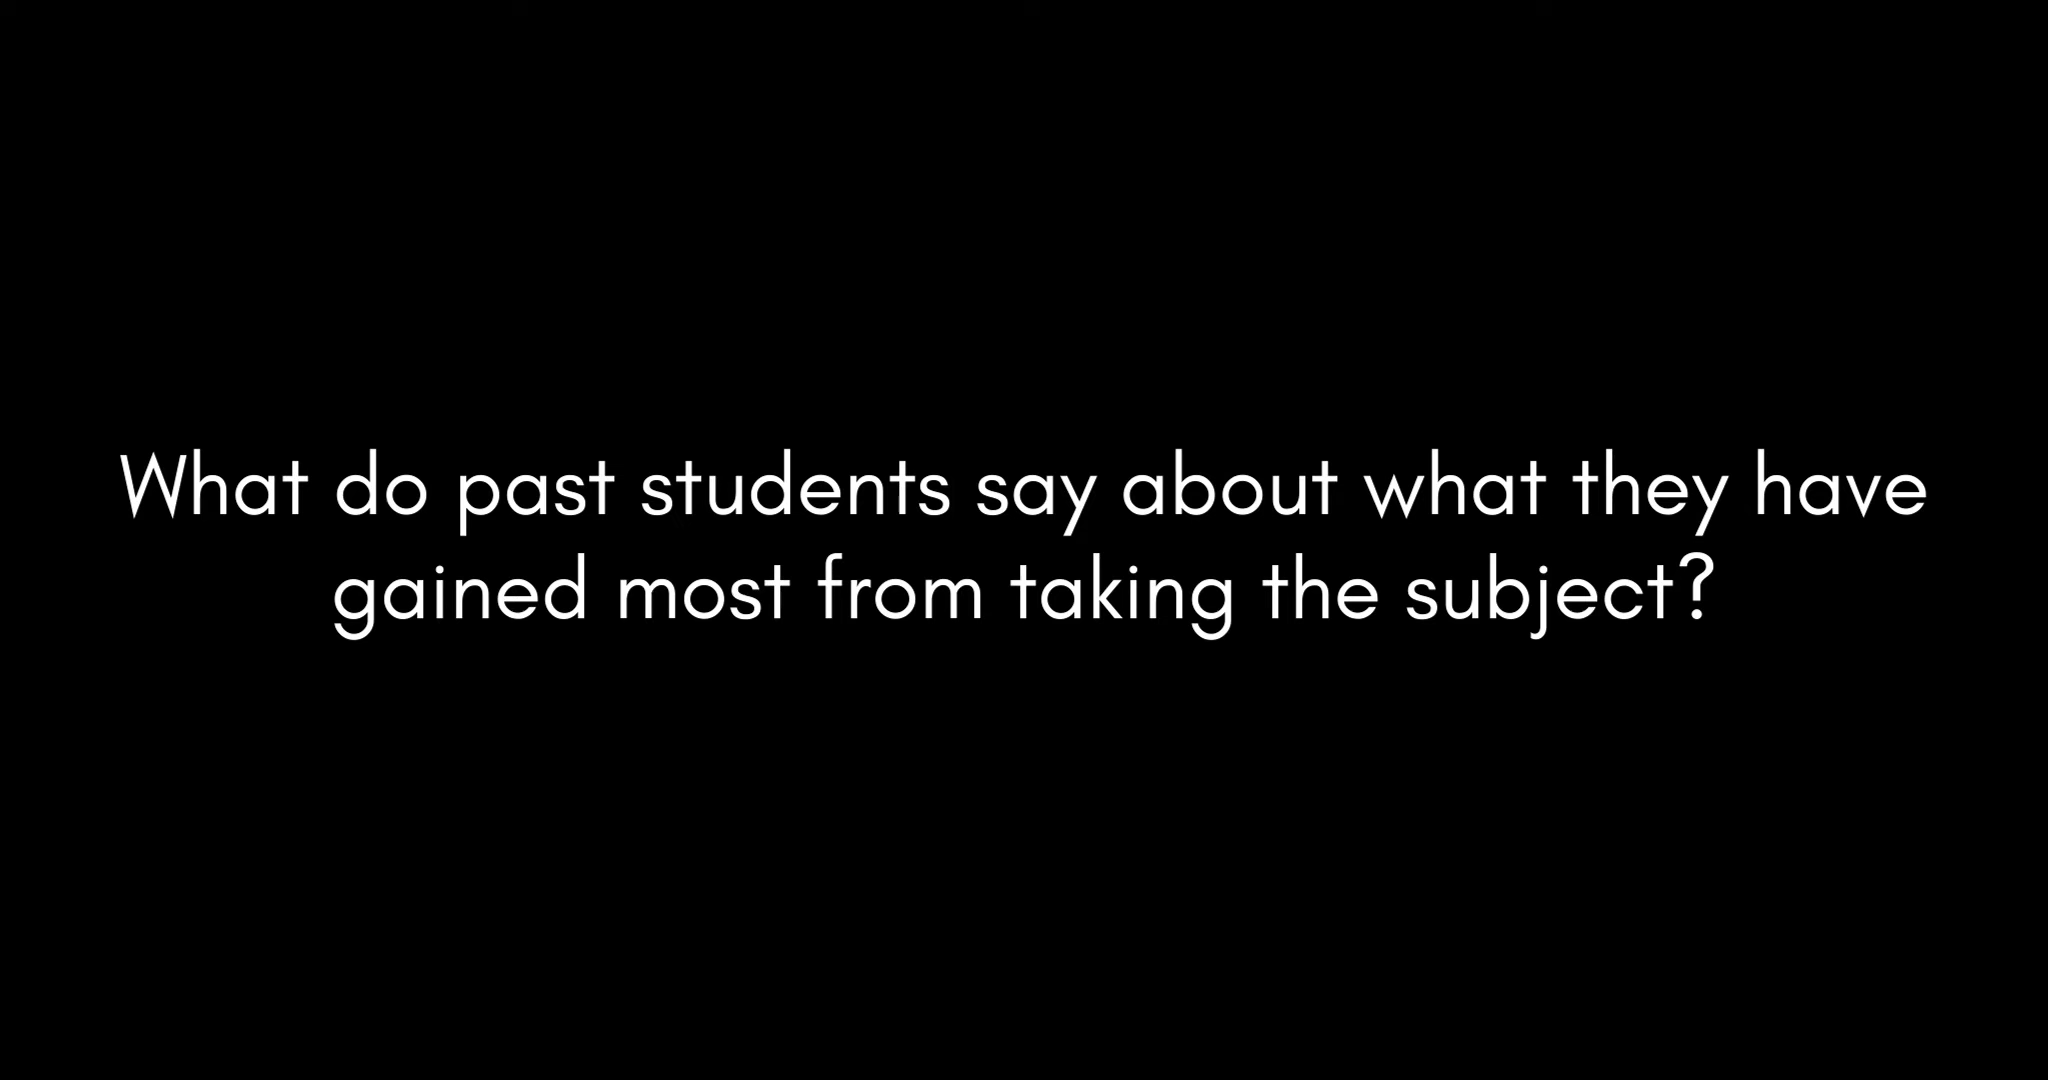 What do past students say about what they have
gained most from taking the subject?